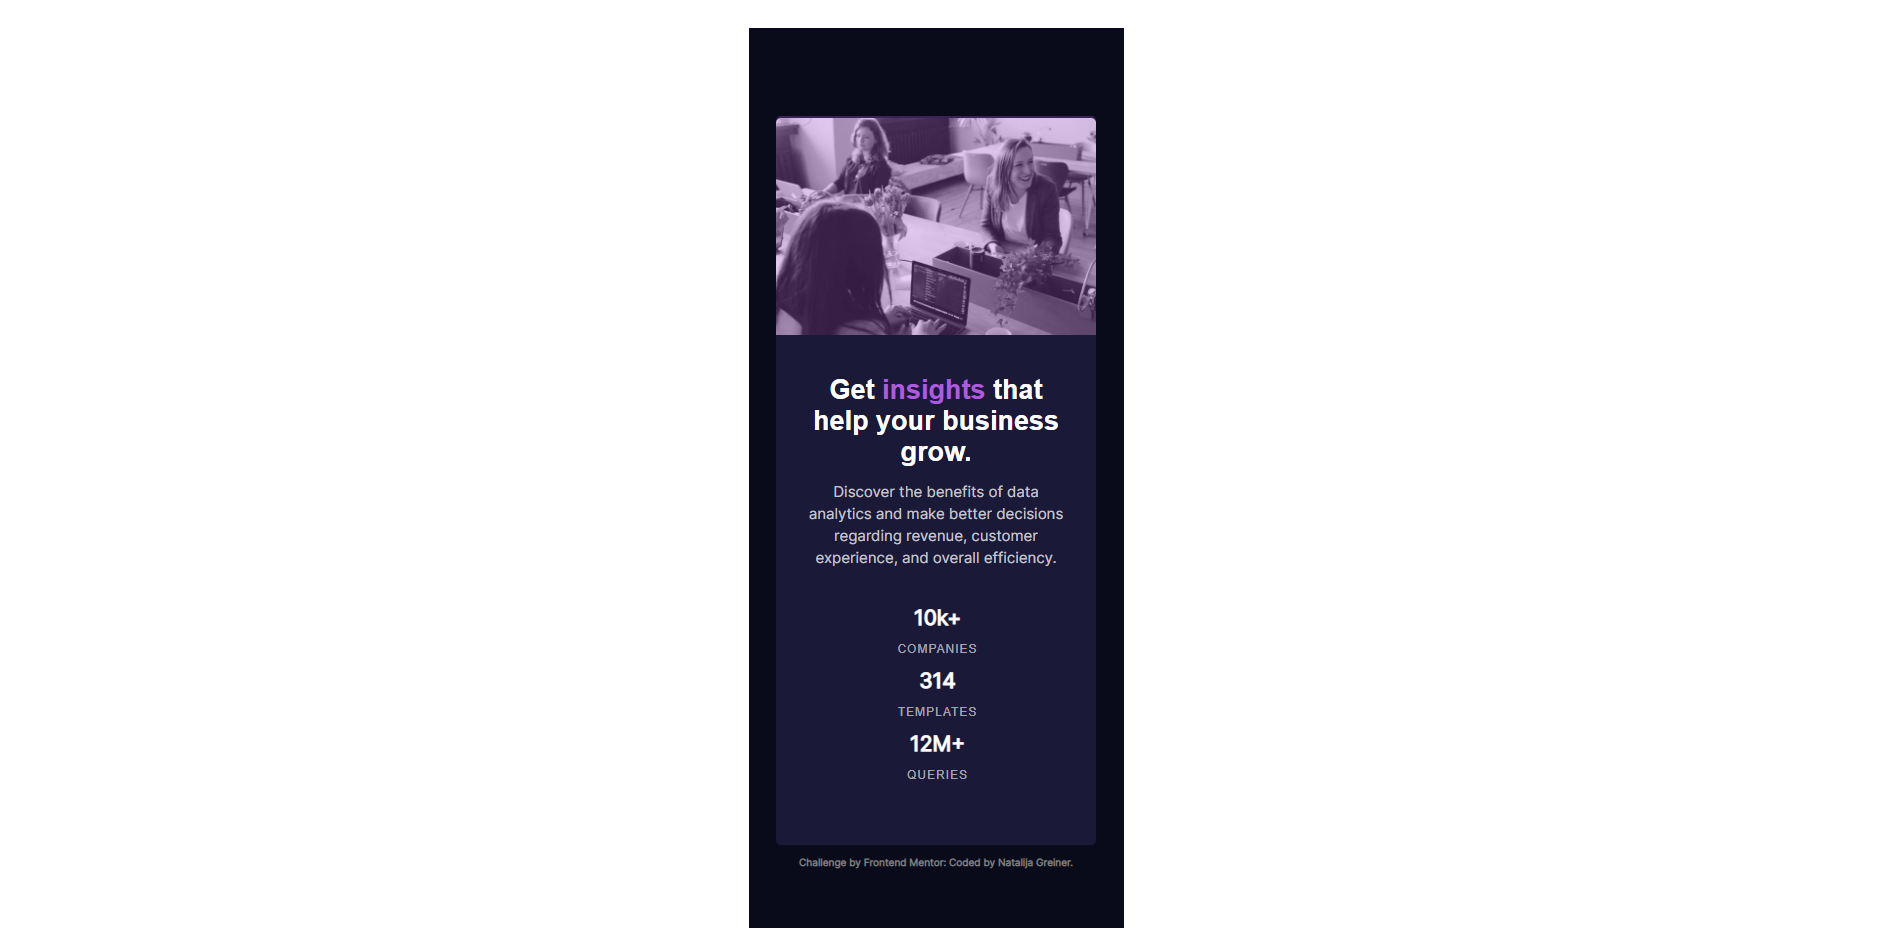 Get insights that
help your business
grow.
Discover the benefits of data
analytics and make better decisions
regarding revenue, customer
experience, and overall efficiency.
10k+
COMPANIES
314
TEMPLATES
12M+
QUERIES
Challenge by Frontend Mentor: Coded by Natalija Greiner.